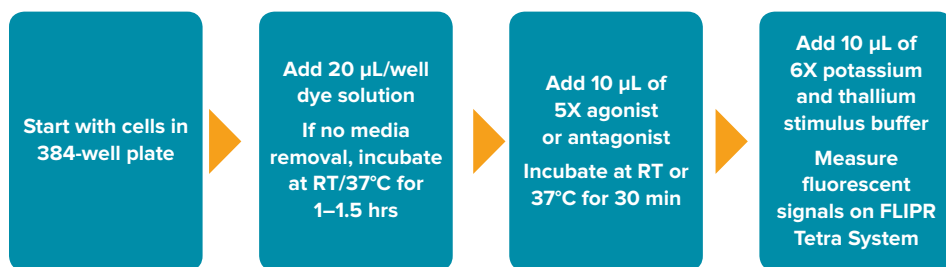 Start with cells in
384-well plate
Add 20 µL/well
dye solution
If no media
removal, incubate
at RT/37°C for
1–1.5 hrs
Add 10 µL of
5X agonist
or antagonist
Incubate at RT or
37°C for 30 min
Add 10 µL of
6X potassium
and thallium
stimulus buffer
Measure
fluorescent
signals on FLIPR
Tetra System